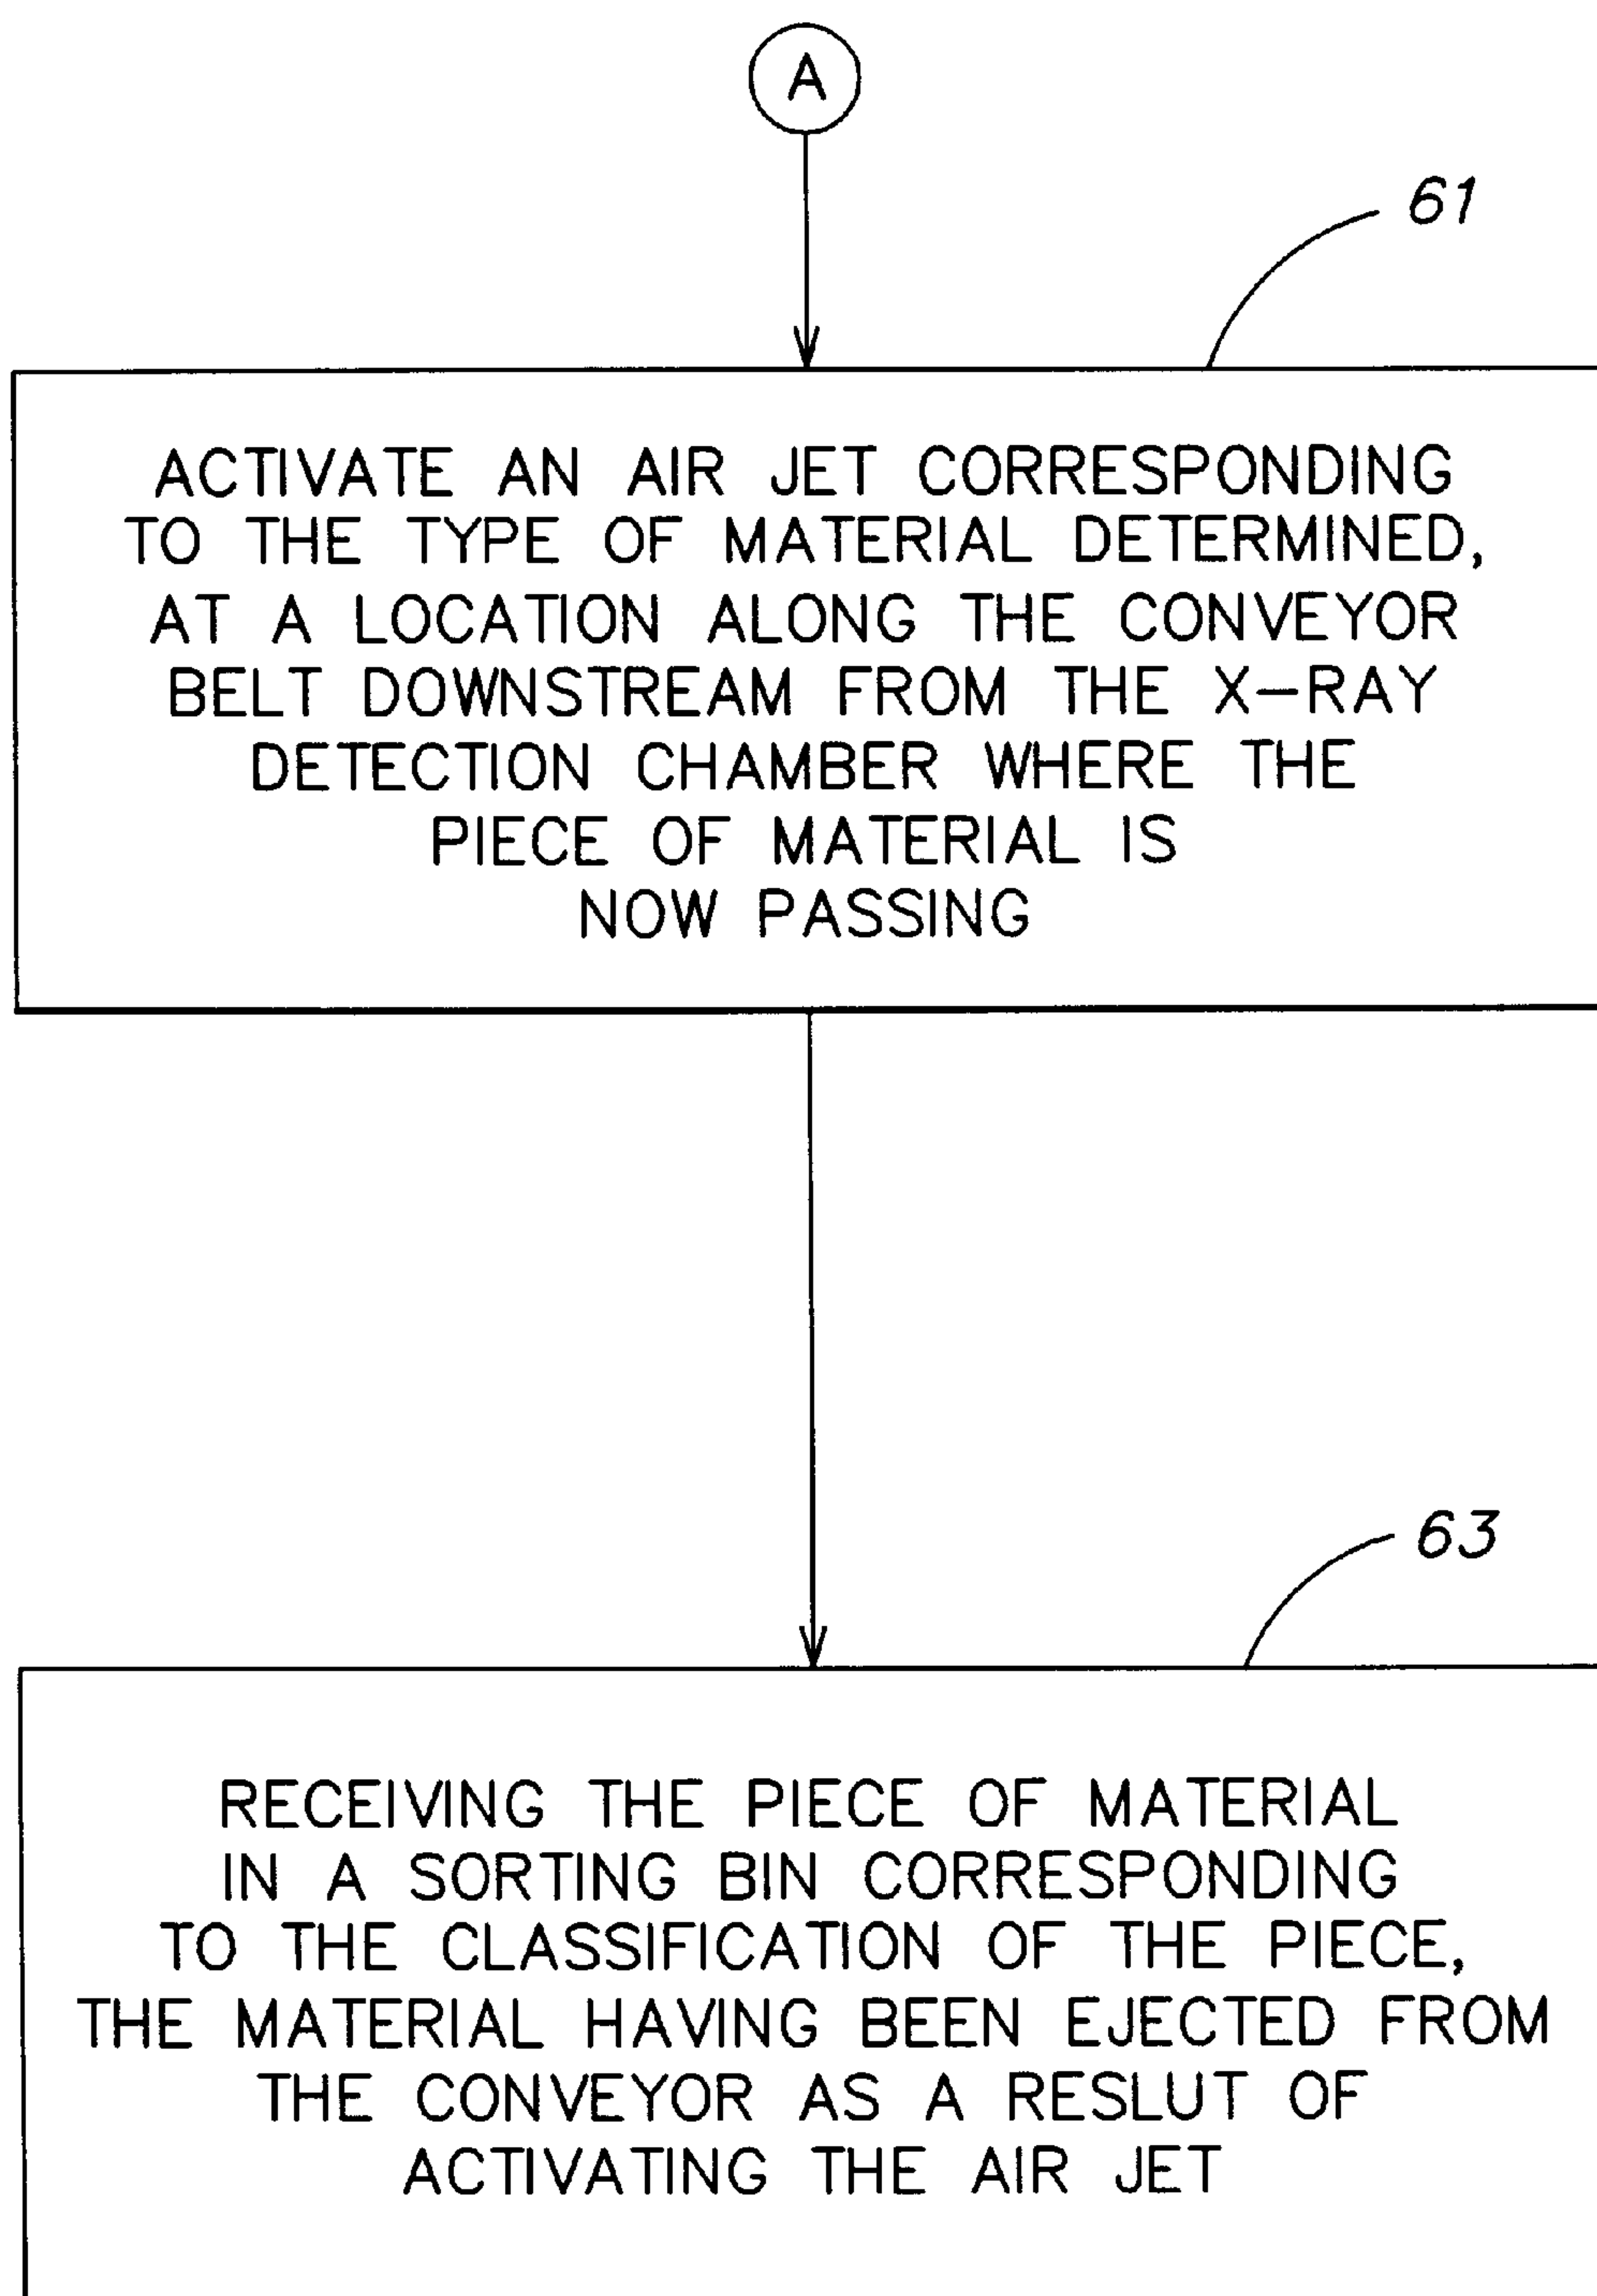 A
61
ACTIVATE AN AIR JET CORRESPONDING
TO THE TYPE OF MATERIAL DETERMINED,
AT A LOCATION ALONG THE CONVEYOR
BELT DOWNSTREAM FROM THE X-RAY
DETECTION CHAMBER WHERE THE
PIECE OF MATERIAL IS
NOW PASSING
63
RECEIVING THE PIECE OF MATERIAL
IN A SORTING BIN CORRESPONDING
TO THE CLASSIFICATION OF THE PIECE,
THE MATERIAL HAVING BEEN EJECTED FROM
THE CONVEYOR AS A RESLUT OF
ACTIVATING THE AIR JET